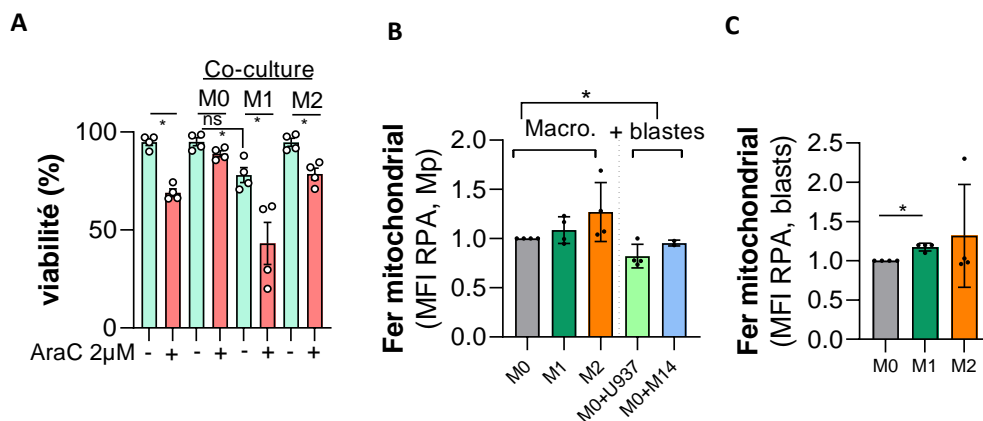 A
Co-culture
M0 M1 M2
* ns * * *
100
50
0
viabilité (%)
AraC 2µM - + - + - + - +
B
*
Macro. + blastes
2.0
1.5
1.0
0.5
0.0
Fer mitochondrial
(MFI RPA, Mp)
M0 M1 M2 M0+U937 M0+M14
C
*
2.5
2.0
1.5
1.0
0.5
0.0
Fer mitochondrial
(MFI RPA, blasts)
M0 M1 M2